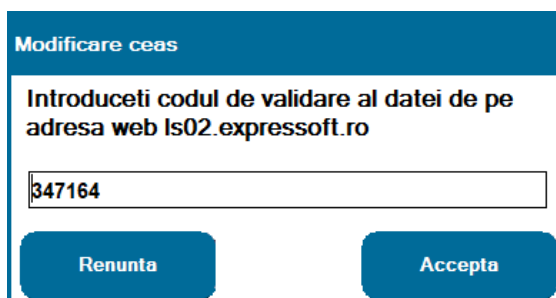 Modificare ceas
Introduceti codul de validare al datei de pe
adresa web ls02.expressoft.ro
347164
Renunta
Accepta